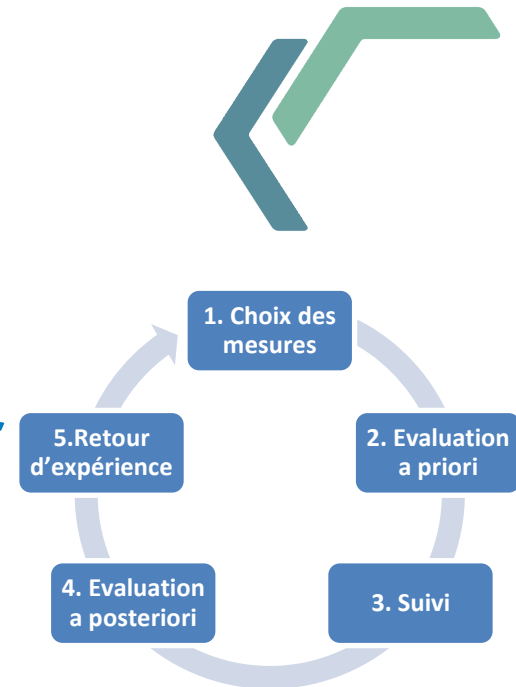 1. Choix des
mesures
2. Evaluation
a priori
3. Suivi
4. Evaluation
a posteriori
5.Retour
d’expérience